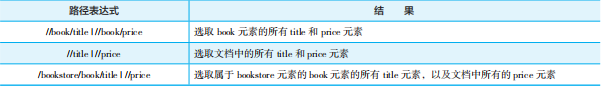 路径表达式 结 果
//book/title | //book/price 选取 book 元素的所有 title 和 price 元素
//title | //price 选取文档中的所有 title 和 price 元素
/bookstore/book/title | //price 选取属于 bookstore 元素的 book 元素的所有 title 元素，以及文档中所有的 price 元素